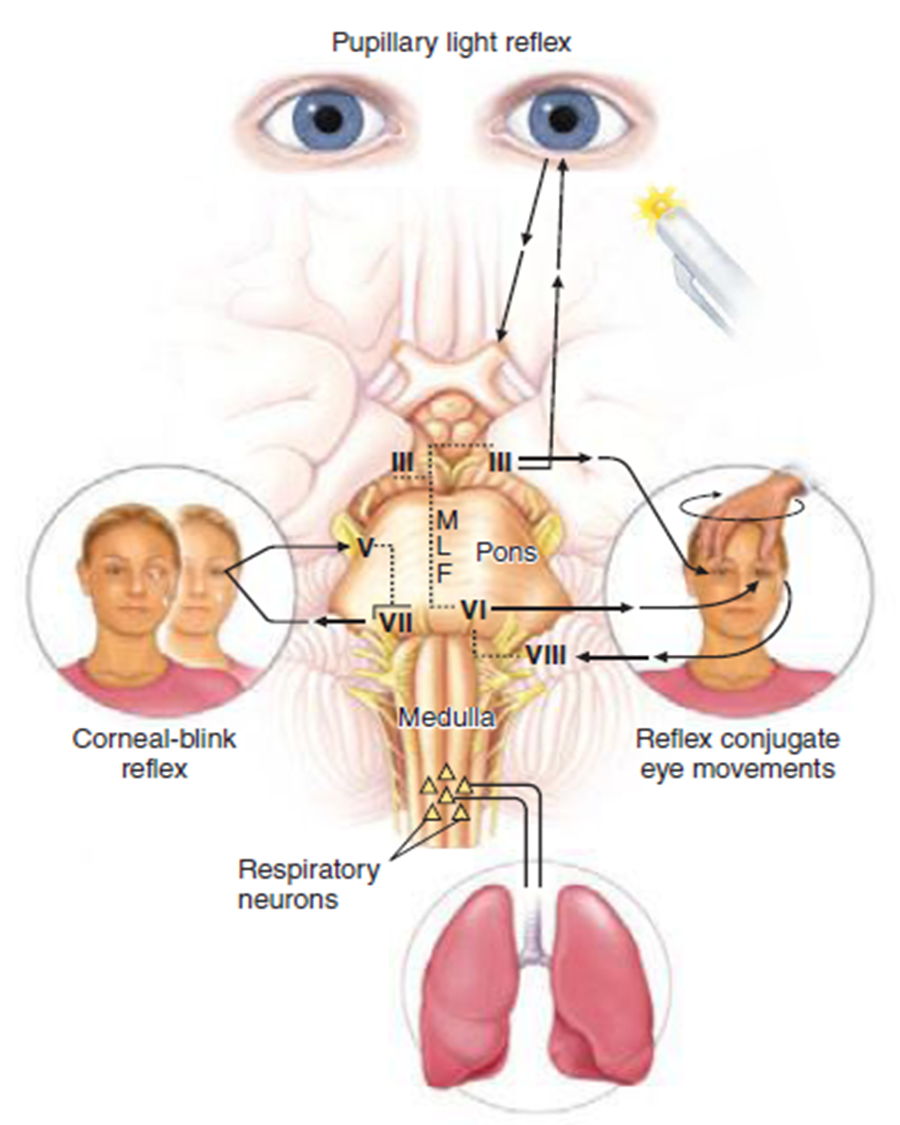 Pupillary light reflex
III
III
M
L
F
V
Pons
VII
VI
VIII
Medulla
Corneal-blink
reflex
Reflex conjugate
eye movements
Respiratory
neurons